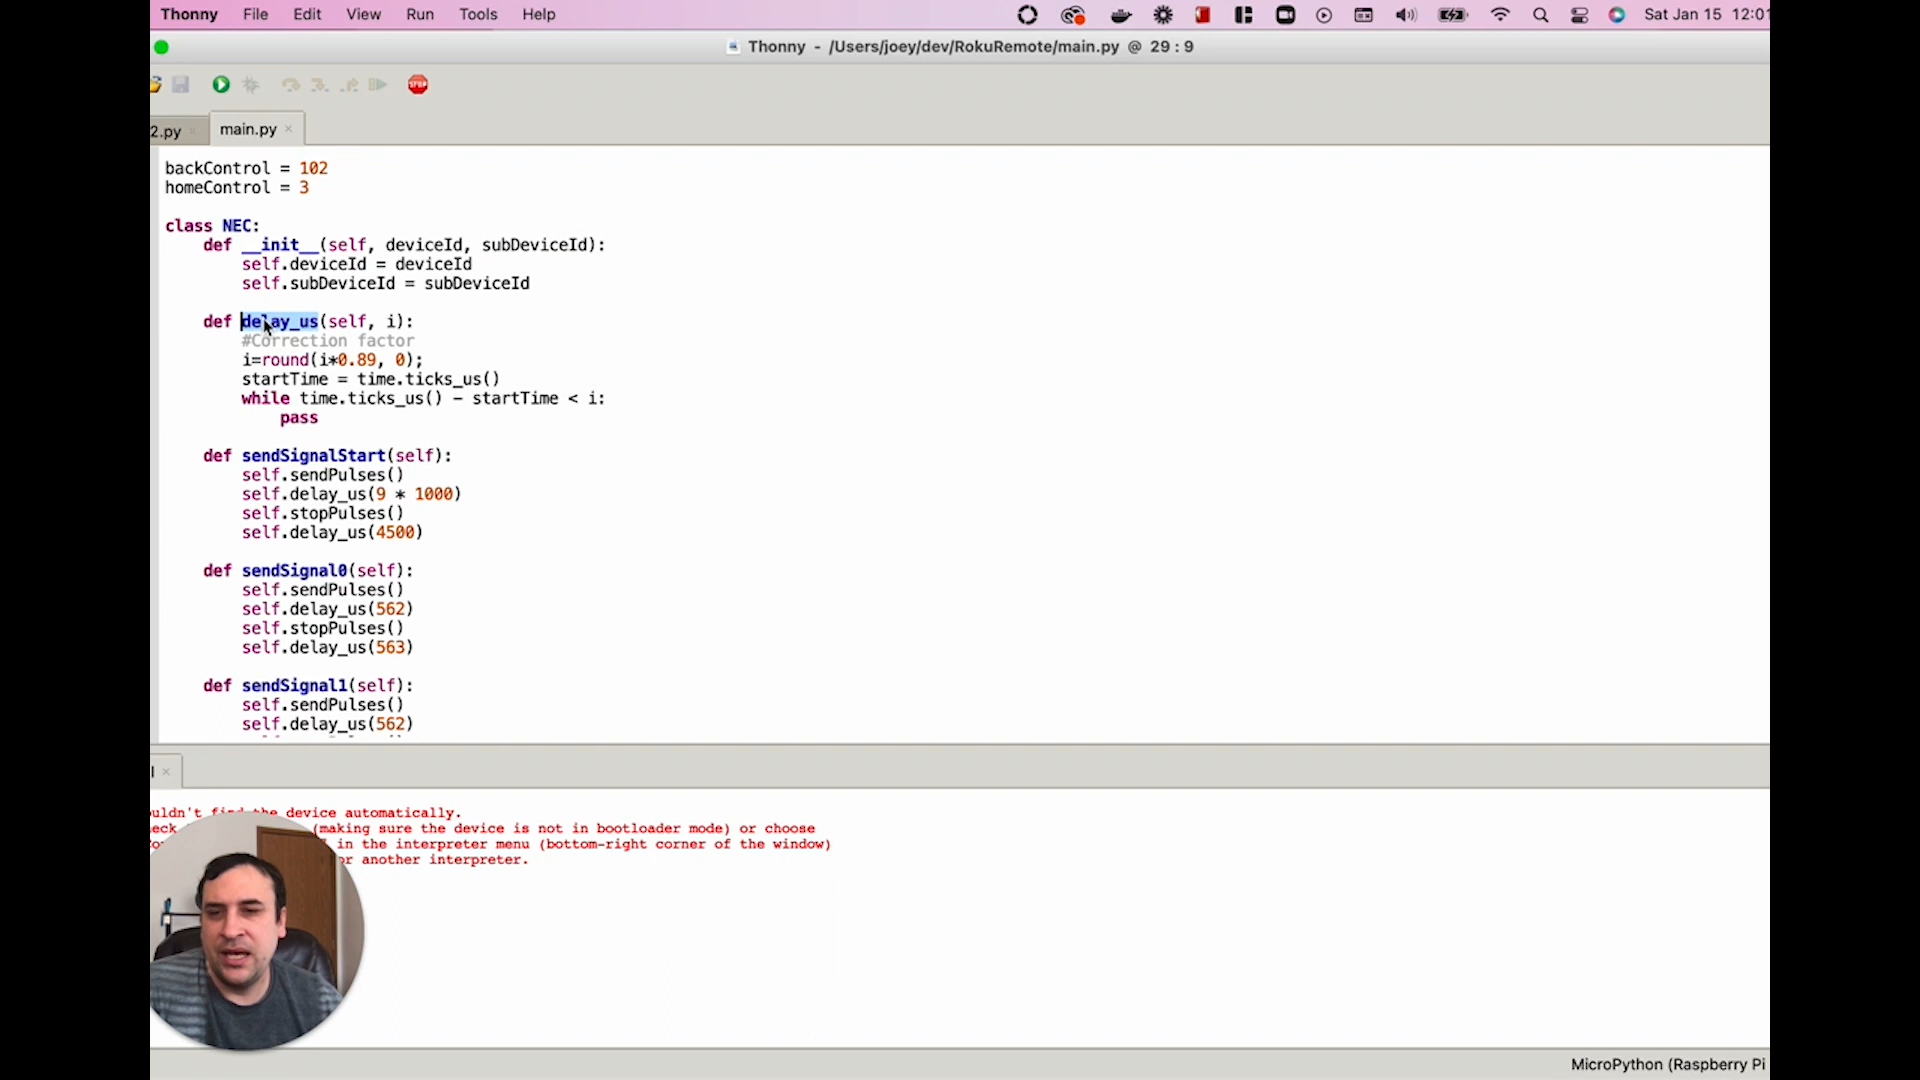 Thonny File Edit View Run Tools Help Sat Jan 15 12:01
Thonny - /Users/joey/dev/RokuRemote/main.py @ 29 : 9
STOP
2.py main.py
backControl = 102
homeControl = 3
class NEC:
def __init__(self, deviceId, subDeviceId):
self.deviceId = deviceId
self.subDeviceId = subDeviceId
def delay_us(self, i):
#Correction factor
i=round(i*0.89, 0);
startTime = time.ticks_us()
while time.ticks_us() - startTime < i:
pass
def sendSignalStart(self):
self.sendPulses()
self.delay_us(9 * 1000)
self.stopPulses()
self.delay_us(4500)
def sendSignal0(self):
self.sendPulses()
self.delay_us(562)
self.stopPulses()
self.delay_us(563)
def sendSignal1(self):
self.sendPulses()
self.delay_us(562)
ouldn't find the device automatically.
(making sure the device is not in bootloader mode) or choose
in the interpreter menu (bottom-right corner of the window)
or another interpreter.
MicroPython (Raspberry Pi